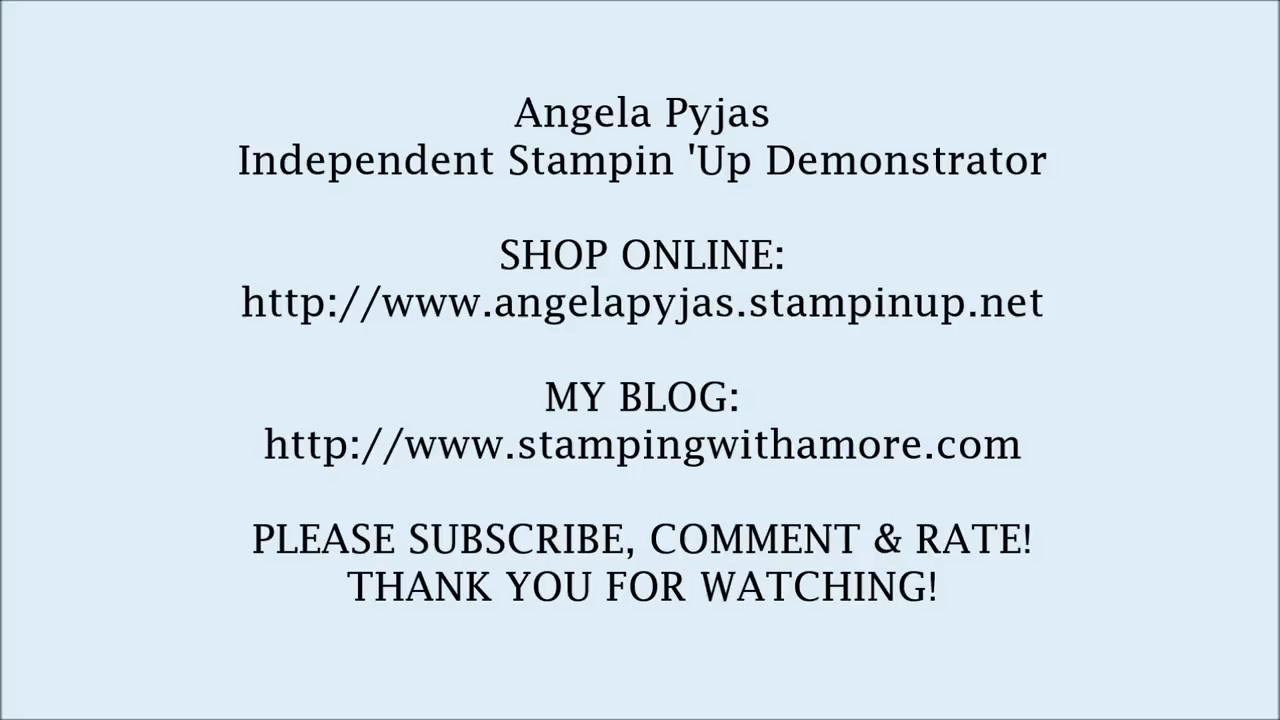 Angela Pyjas
Independent Stampin 'Up Demonstrator
SHOP ONLINE:
http://www.angelapyjas.stampinup.net
MY BLOG:
http://www.stampingwithamore.com
PLEASE SUBSCRIBE, COMMENT & RATE!
THANK YOU FOR WATCHING!